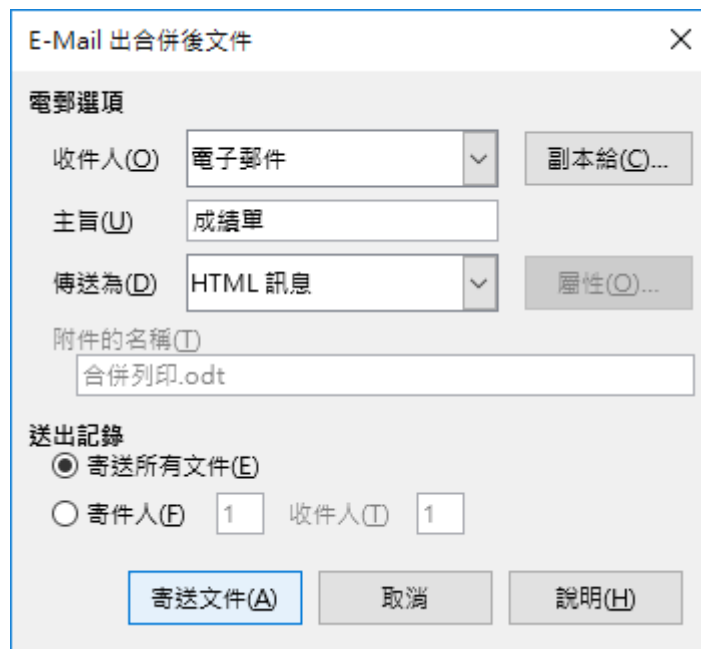 E-Mail 出合併後文件
電郵選項
收件人(O) 電子郵件 副本給(C)...
主旨(U) 成績單
傳送為(D) HTML 訊息 屬性(O)...
附件的名稱(T)
合併列印.odt
送出記錄
寄送所有文件(E)
寄件人(F) 1 收件人(T) 1
寄送文件(A) 取消 說明(H)